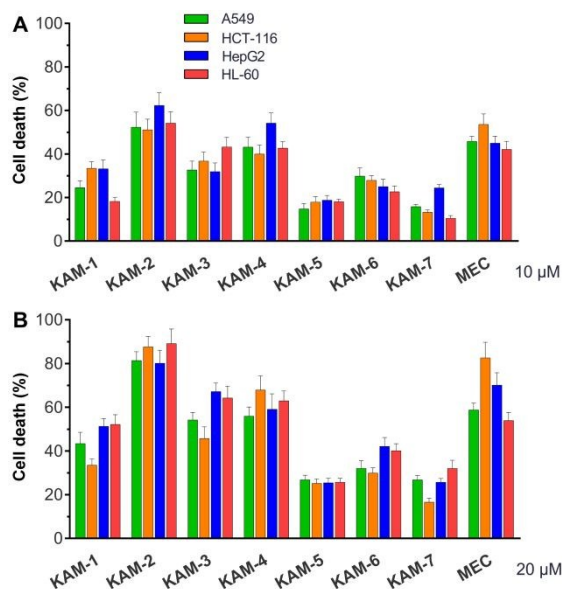 A
A549
HCT-116
HepG2
HL-60
Cell death (%)
100
80
60
40
20
0
KAM-1
KAM-2
KAM-3
KAM-4
KAM-5
KAM-6
KAM-7
MEC
10 µM
B
Cell death (%)
100
80
60
40
20
0
KAM-1
KAM-2
KAM-3
KAM-4
KAM-5
KAM-6
KAM-7
MEC
20 µM